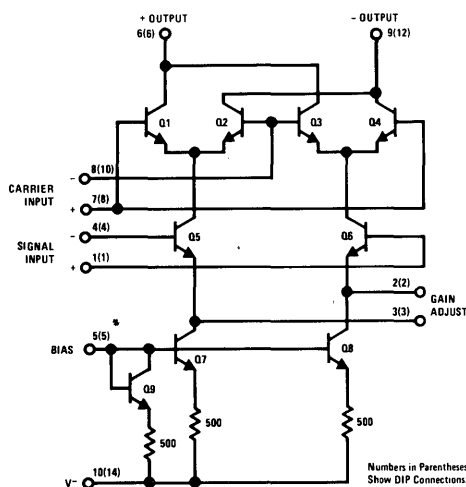 + OUTPUT
6(6)
- OUTPUT
9(12)
Q1
Q2
Q3
Q4
- 8(10)
CARRIER
INPUT
+ 7(8)
- 4(4)
SIGNAL
INPUT
+ 1(1)
Q5
Q6
2(2)
GAIN
ADJUST
3(3)
BIAS
5(5)
Q7
Q8
Q9
500
500
500
V- 10(14)
Numbers in Parentheses
Show DIP Connections